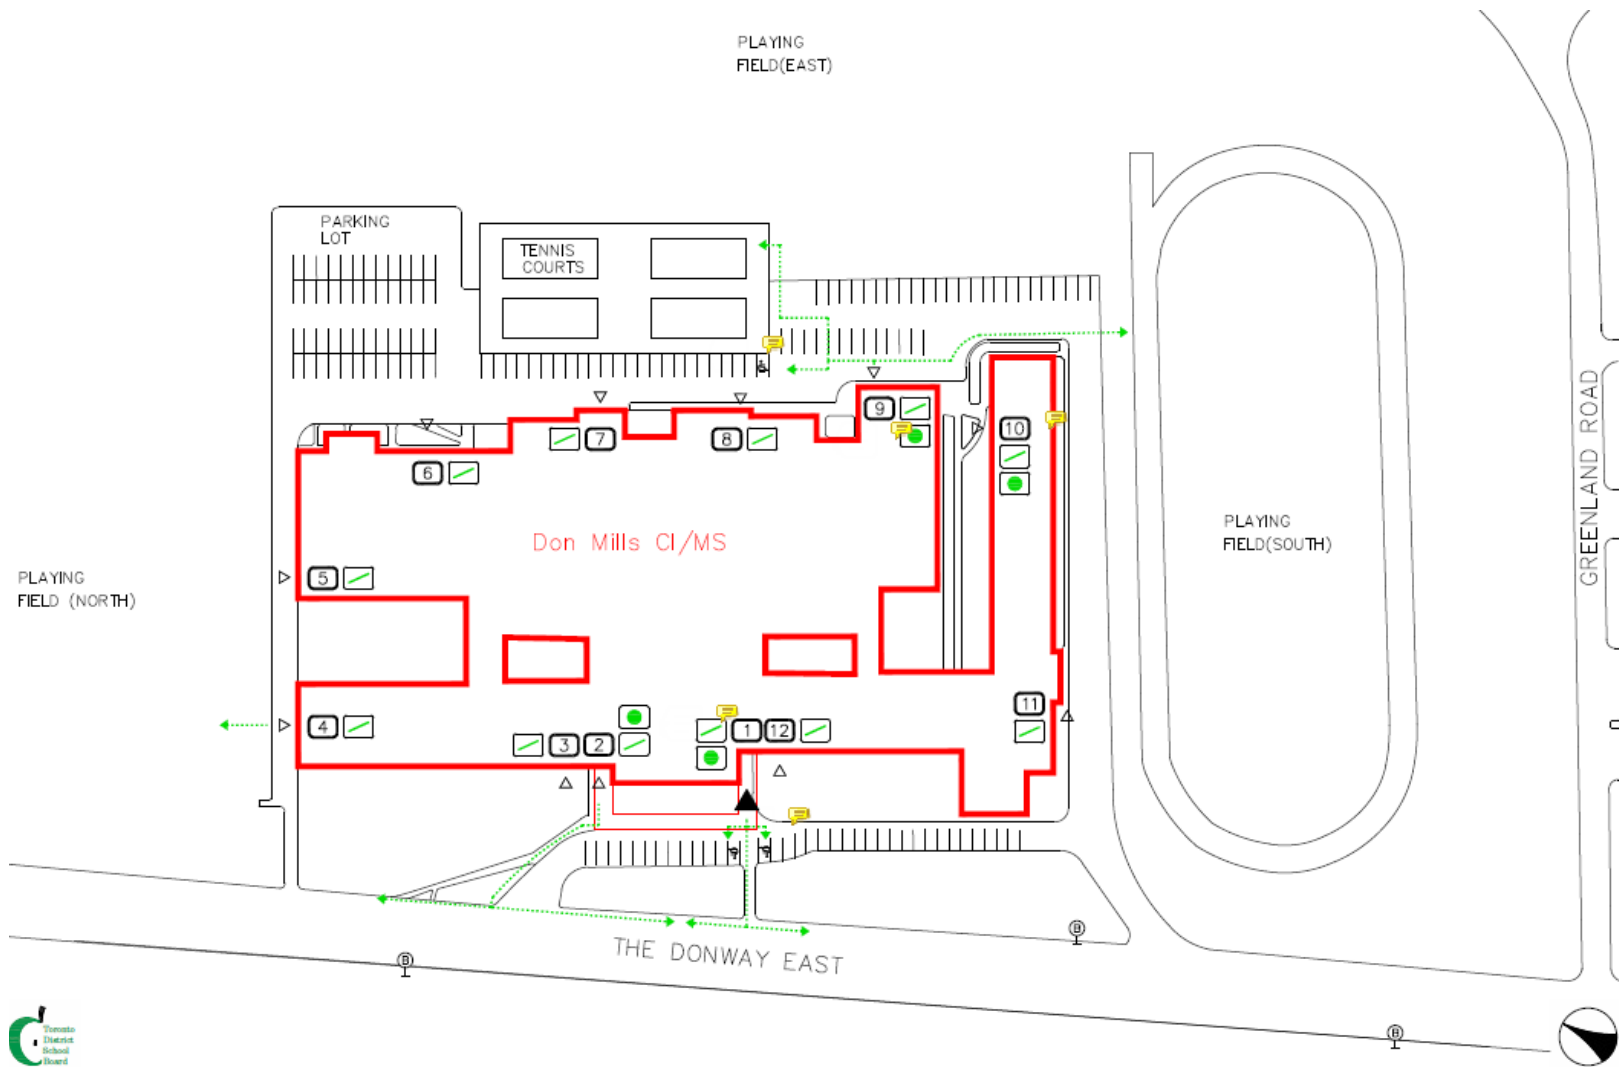 PLAYING
FIELD(EAST)
PARKING
LOT
TENNIS
COURTS
9
7
8
10
6
GREENLAND ROAD
PLAYING
FIELD(SOUTH)
Don Mills CI/MS
5
PLAYING
FIELD (NORTH)
11
4
3
2
1
12
B
THE DONWAY EAST
B
B
Toronto
District
School
Board